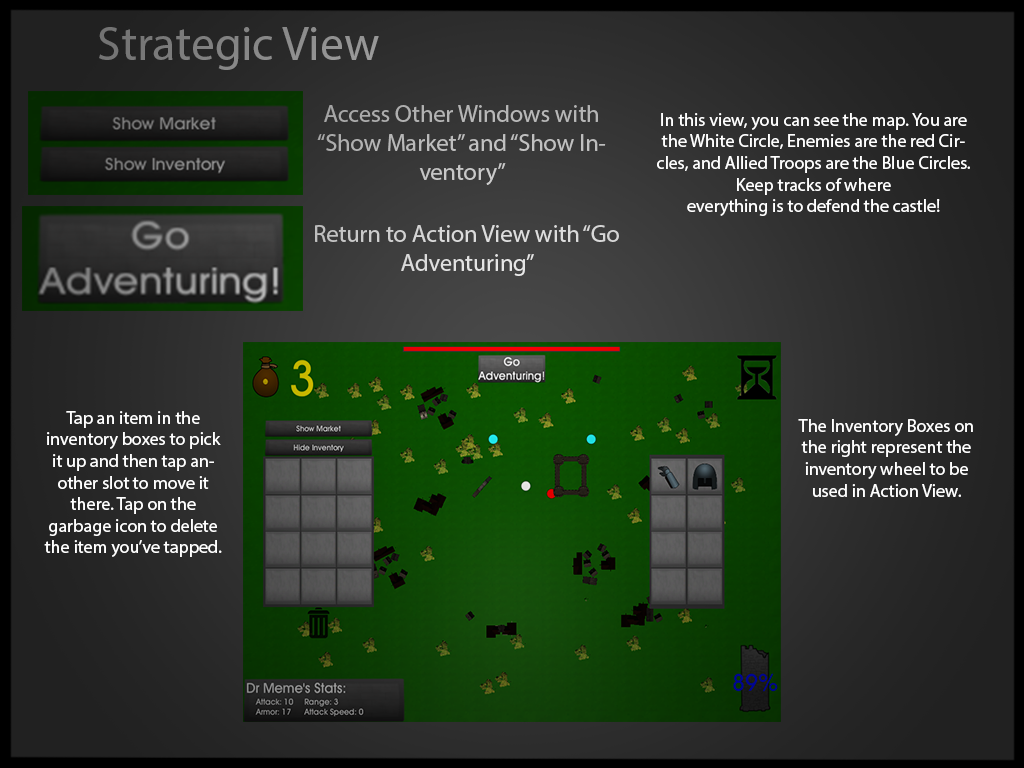 Strategic View
Show Market
Show Inventory
Access Other Windows with
“Show Market” and “Show In-
ventory”
In this view, you can see the map. You are
the White Circle, Enemies are the red Cir-
cles, and Allied Troops are the Blue Circles.
Keep tracks of where
everything is to defend the castle!
Go
Adventuring!
Return to Action View with “Go
Adventuring”
3
Go
Adventuring!
Show Market
Hide Inventory
Tap an item in the
inventory boxes to pick
it up and then tap an-
other slot to move it
there. Tap on the
garbage icon to delete
the item you’ve tapped.
The Inventory Boxes on
the right represent the
inventory wheel to be
used in Action View.
89%
Dr Meme's Stats:
Attack: 10 Range: 3
Armor: 17 Attack Speed: 0